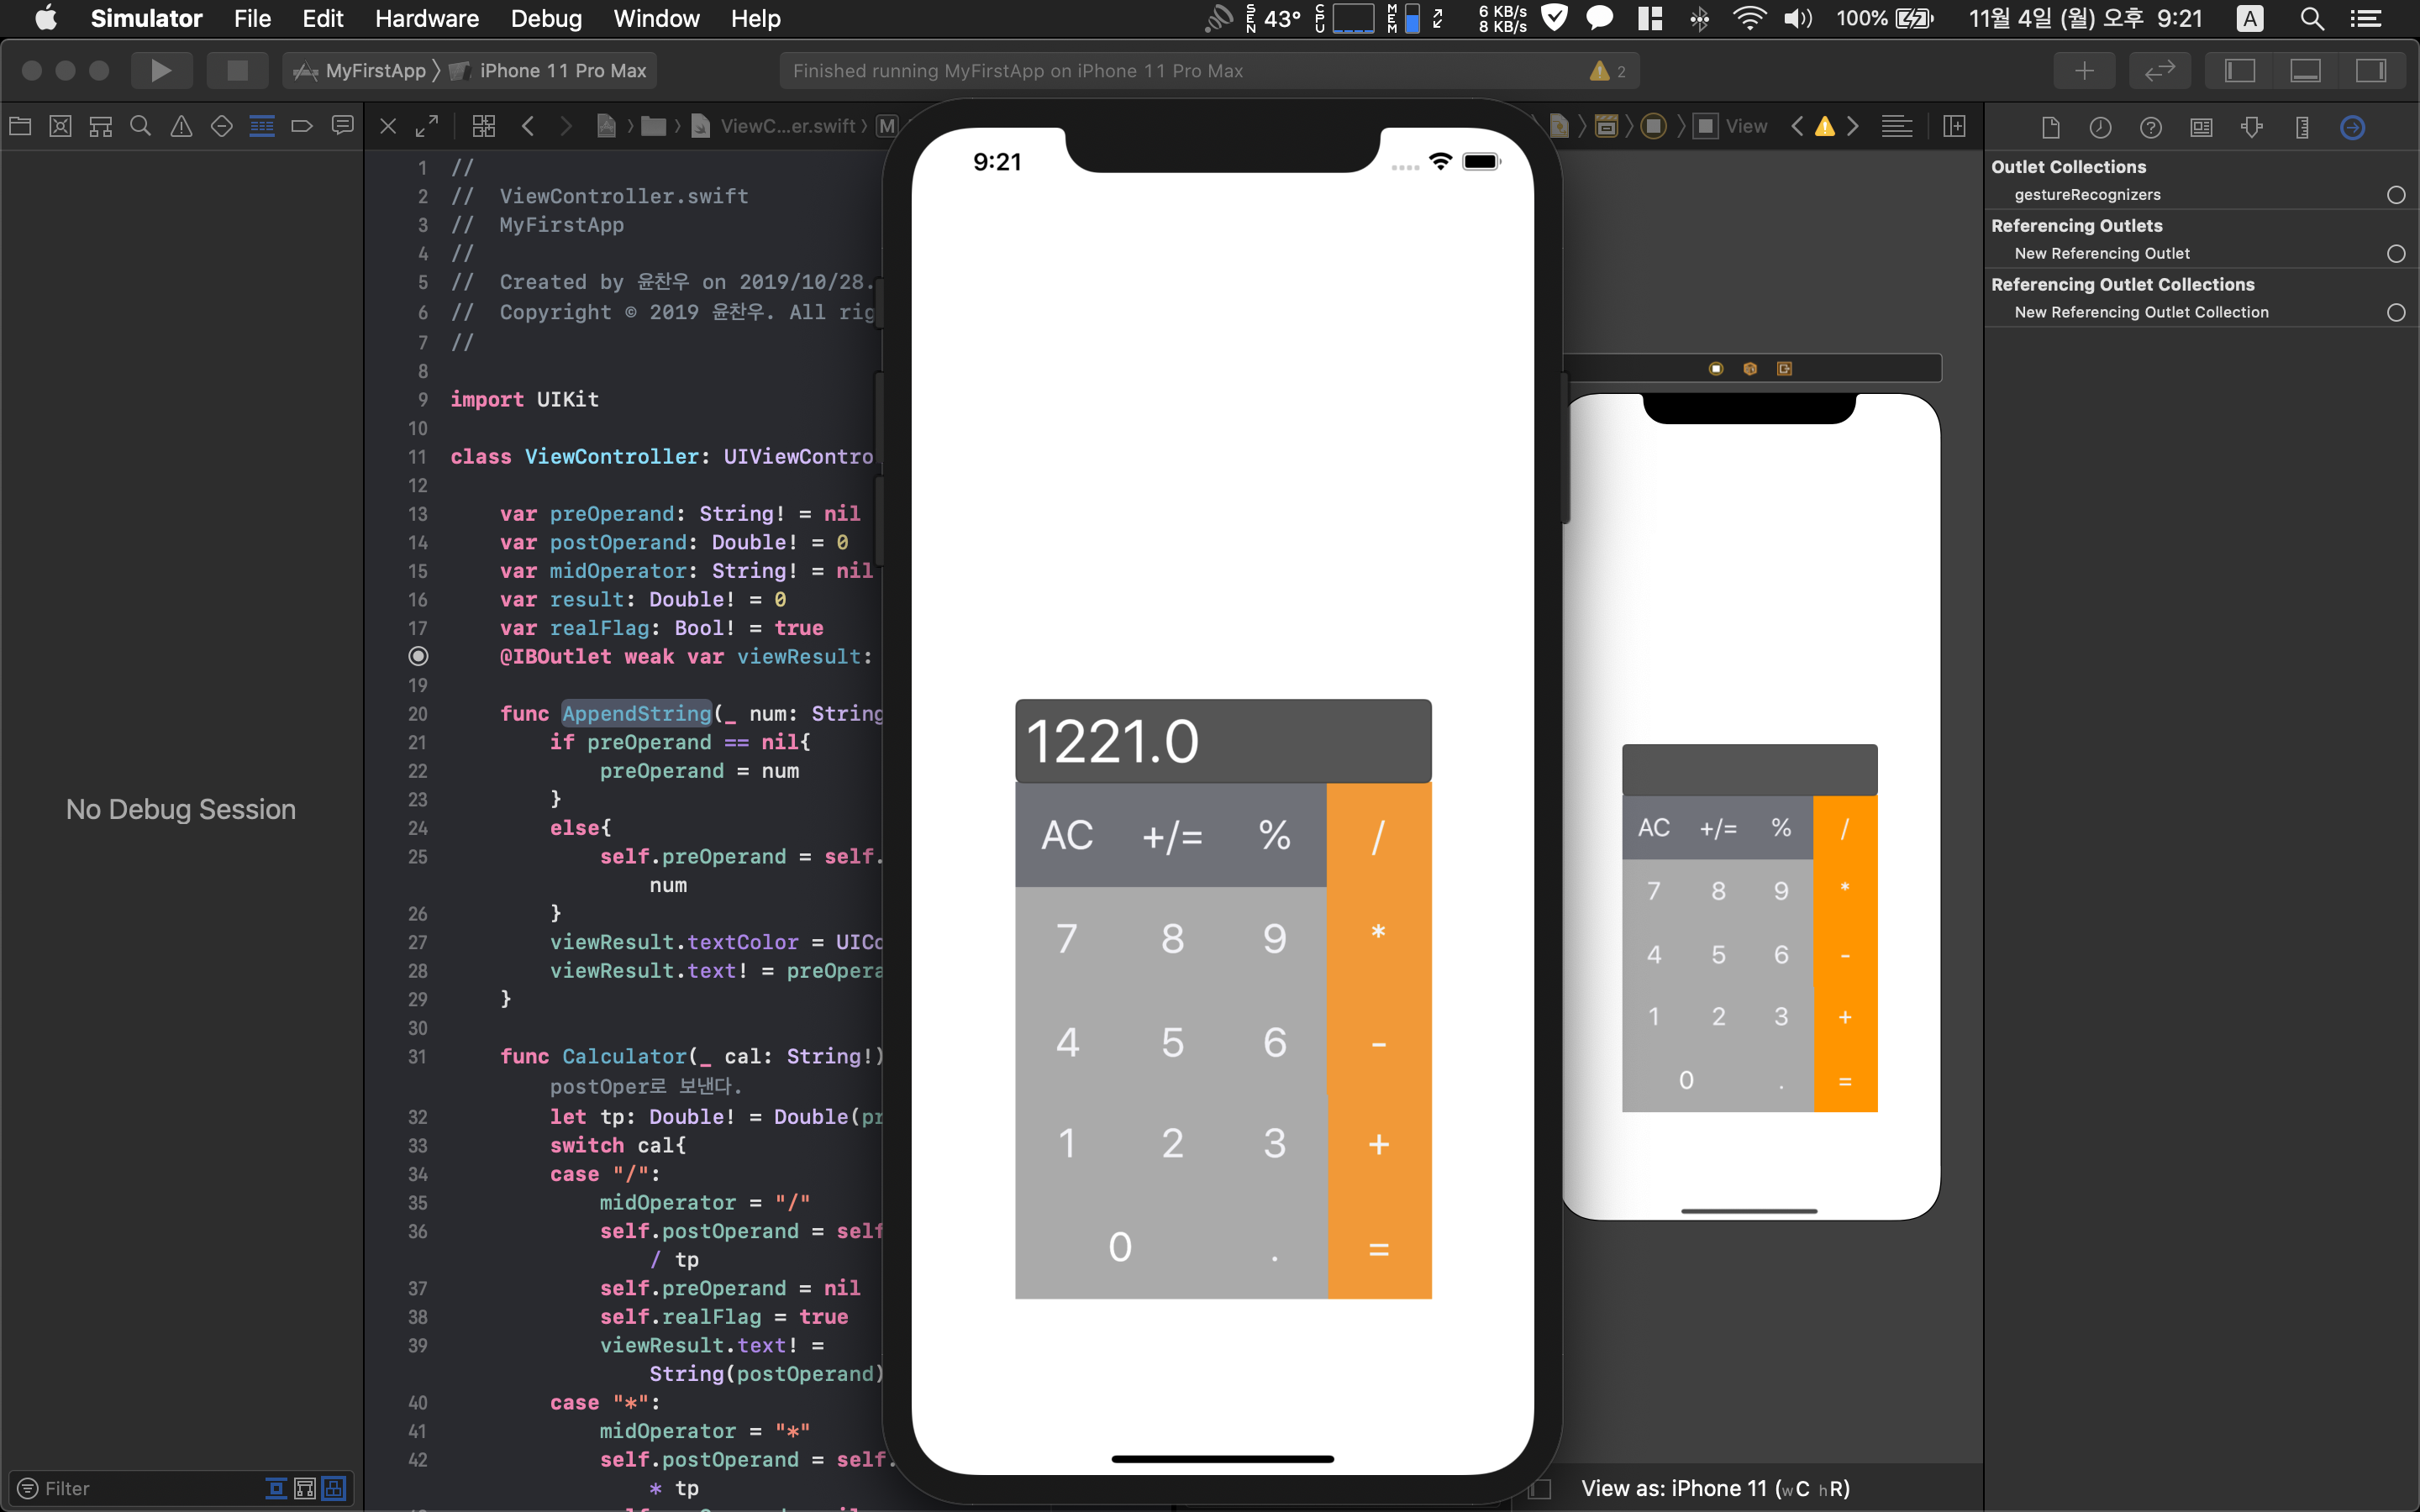 Simulator File Edit Hardware Debug Window Help
SEN 43° CPU MEM 6 KB/s 8 KB/s 100% 11월 4일 (월) 오후 9:21 A
MyFirstApp iPhone 11 Pro Max
Finished running MyFirstApp on iPhone 11 Pro Max 2
ViewC...er.swift M
View
No Debug Session
Filter
1 //
2 //  ViewController.swift
3 //  MyFirstApp
4 //
5 //  Created by 윤찬우 on 2019/10/28.
6 //  Copyright © 2019 윤찬우. All rig
7 //
8
9 import UIKit
10
11 class ViewController: UIViewContro
12
13 var preOperand: String! = nil
14 var postOperand: Double! = 0
15 var midOperator: String! = nil
16 var result: Double! = 0
17 var realFlag: Bool! = true
@IBOutlet weak var viewResult:
19
20 func AppendString(_ num: String
21 if preOperand == nil{
22 preOperand = num
23 }
24 else{
25 self.preOperand = self.
num
26 }
27 viewResult.textColor = UICo
28 viewResult.text! = preOpera
29 }
30
31 func Calculator(_ cal: String!)
postOper로 보낸다.
32 let tp: Double! = Double(pr
33 switch cal{
34 case "/":
35 midOperator = "/"
36 self.postOperand = self
/ tp
37 self.preOperand = nil
38 self.realFlag = true
39 viewResult.text! =
String(postOperand)
40 case "*":
41 midOperator = "*"
42 self.postOperand = self.
* tp
9:21
1221.0
AC +/= % /
7 8 9 *
4 5 6 -
1 2 3 +
0 . =
AC +/= % /
7 8 9 *
4 5 6 -
1 2 3 +
0 . =
View as: iPhone 11 (wC hR)
Outlet Collections
gestureRecognizers
Referencing Outlets
New Referencing Outlet
Referencing Outlet Collections
New Referencing Outlet Collection